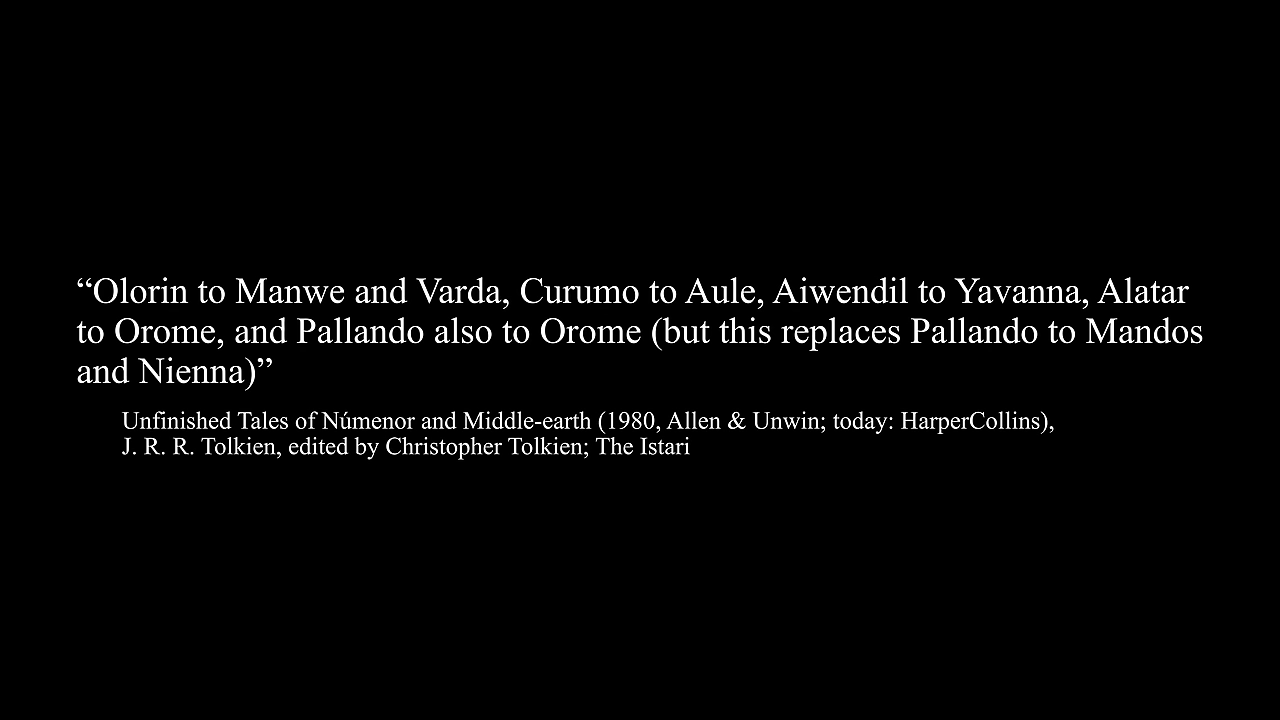 “Olorin to Manwe and Varda, Curumo to Aule, Aiwendil to Yavanna, Alatar
to Orome, and Pallando also to Orome (but this replaces Pallando to Mandos
and Nienna)”
Unfinished Tales of Númenor and Middle-earth (1980, Allen & Unwin; today: HarperCollins),
J. R. R. Tolkien, edited by Christopher Tolkien; The Istari